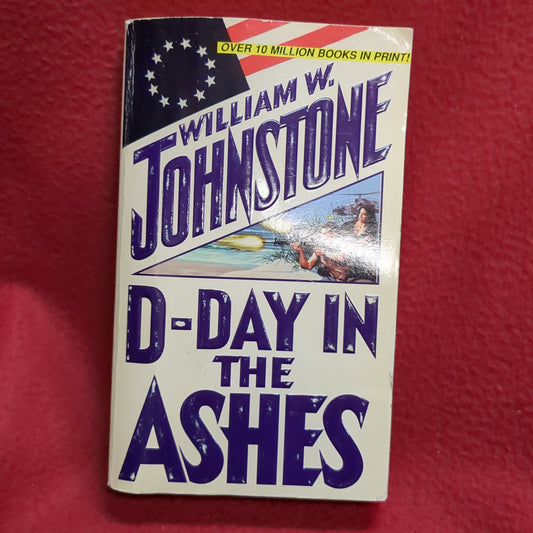 OVER 10 MILLION BOOKS IN PRINT!
WILLIAM W.
JOHNSTONE
D-DAY IN
THE
ASHES